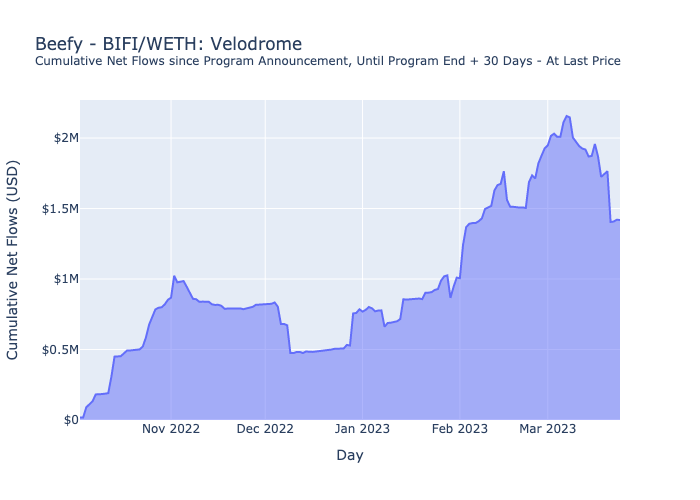 Beefy - BIFI/WETH: Velodrome
Cumulative Net Flows since Program Announcement, Until Program End + 30 Days - At Last Price
Cumulative Net Flows (USD)
$2M
$1.5M
$1M
$0.5M
$0
Nov 2022 Dec 2022 Jan 2023 Feb 2023 Mar 2023
Day